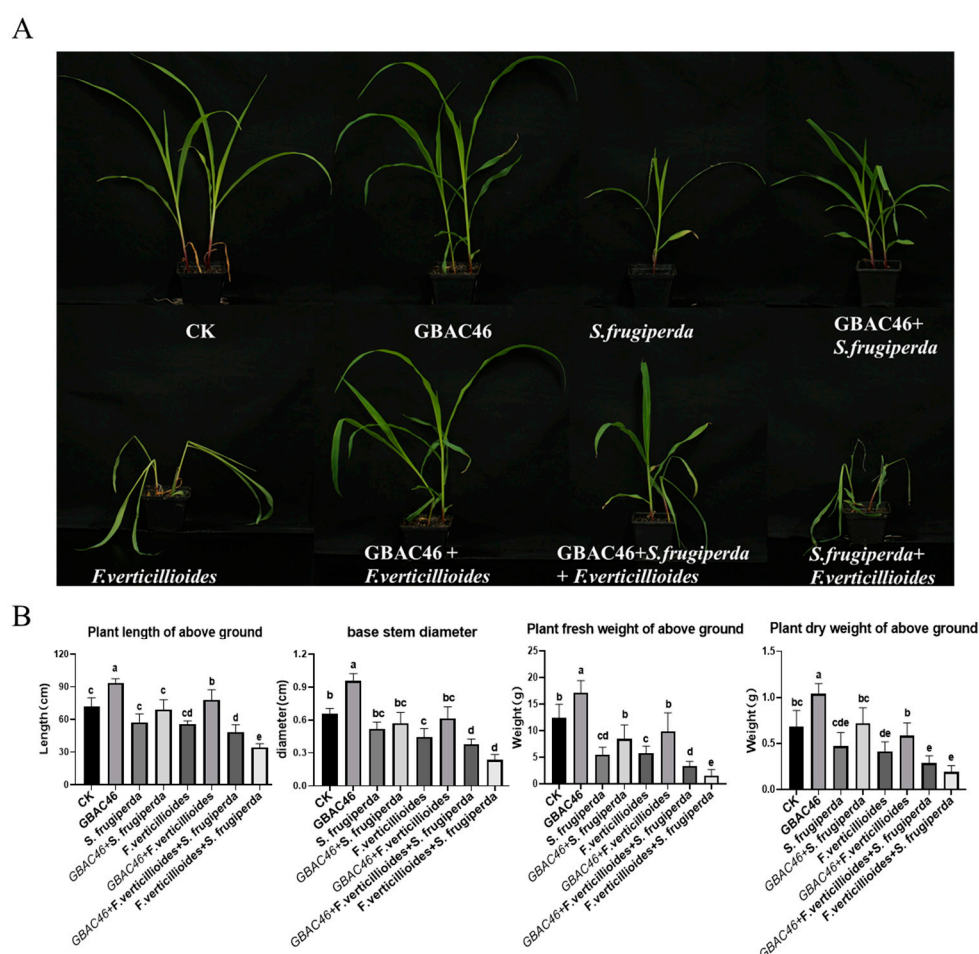 A
CK
GBAC46
S.frugiperda
GBAC46+
S.frugiperda
F.verticillioides
GBAC46 +
F.verticillioides
GBAC46+S.frugiperda
+ F.verticillioides
S.frugiperda+
F.verticillioides
B
Plant length of above ground
Length(cm)
120
90
60
30
0
c
a
c
c
cd
b
d
e
CK
GBAC46
S. frugiperda
GBAC46+S. frugiperda
F.verticillioides
GBAC46+F.verticillioides
GBAC46+F.verticillioides+S. frugiperda
F.verticillioides+S. frugiperda
base stem diameter
diameter(cm)
1.2
0.9
0.6
0.3
0.0
b
a
bc
bc
c
bc
d
d
CK
GBAC46
S. frugiperda
GBAC46+S. frugiperda
F.verticillioides
GBAC46+F.verticillioides
GBAC46+F.verticillioides+S. frugiperda
F.verticillioides+S. frugiperda
Plant fresh weight of above ground
Weight(g)
25
20
15
10
5
0
b
a
cd
b
c
b
d
e
CK
GBAC46
S. frugiperda
GBAC46+S. frugiperda
F.verticillioides
GBAC46+F.verticillioides
GBAC46+F.verticillioides+S. frugiperda
F.verticillioides+S. frugiperda
Plant dry weight of above ground
Weight(g)
1.5
1.0
0.5
0.0
bc
a
cde
bc
de
b
e
e
CK
GBAC46
S. frugiperda
GBAC46+S. frugiperda
F.verticillioides
GBAC46+F.verticillioides
GBAC46+F.verticillioides+S. frugiperda
F.verticillioides+S. frugiperda